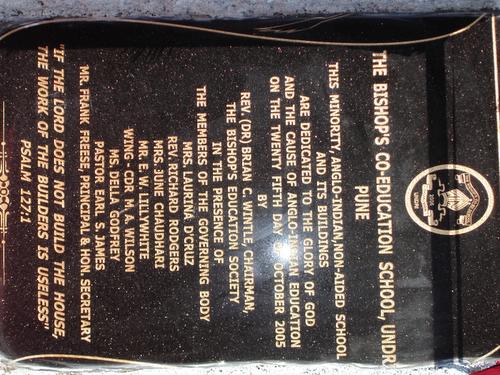 THE BISHOP'S CO-EDUCATION SCHOOL, UNDRI
PUNE
THIS MINORITY, ANGLO-INDIAN, NON-AIDED SCHOOL
AND ITS BUILDINGS
ARE DEDICATED TO THE GLORY OF GOD
AND THE CAUSE OF ANGLO-INDIAN EDUCATION
ON THE TWENTY FIFTH DAY OF OCTOBER 2005
BY
REV. (DR) BRIAN C. WINTLE, CHAIRMAN,
THE BISHOP'S EDUCATION SOCIETY
IN THE PRESENCE OF
THE MEMBERS OF THE GOVERNING BODY
MRS. LAURINA D'CRUZ
REV. RICHARD RODGERS
MRS. JUNE CHAUDHARI
MR. E. W. LILLYWHITE
WING-CDR M. A. WILSON
MS. DELLA GODFREY
PASTOR EARL S. JAMES
MR. FRANK FREESE, PRINCIPAL & HON. SECRETARY
"IF THE LORD DOES NOT BUILD THE HOUSE,
THE WORK OF THE BUILDERS IS USELESS"
PSALM 127:1